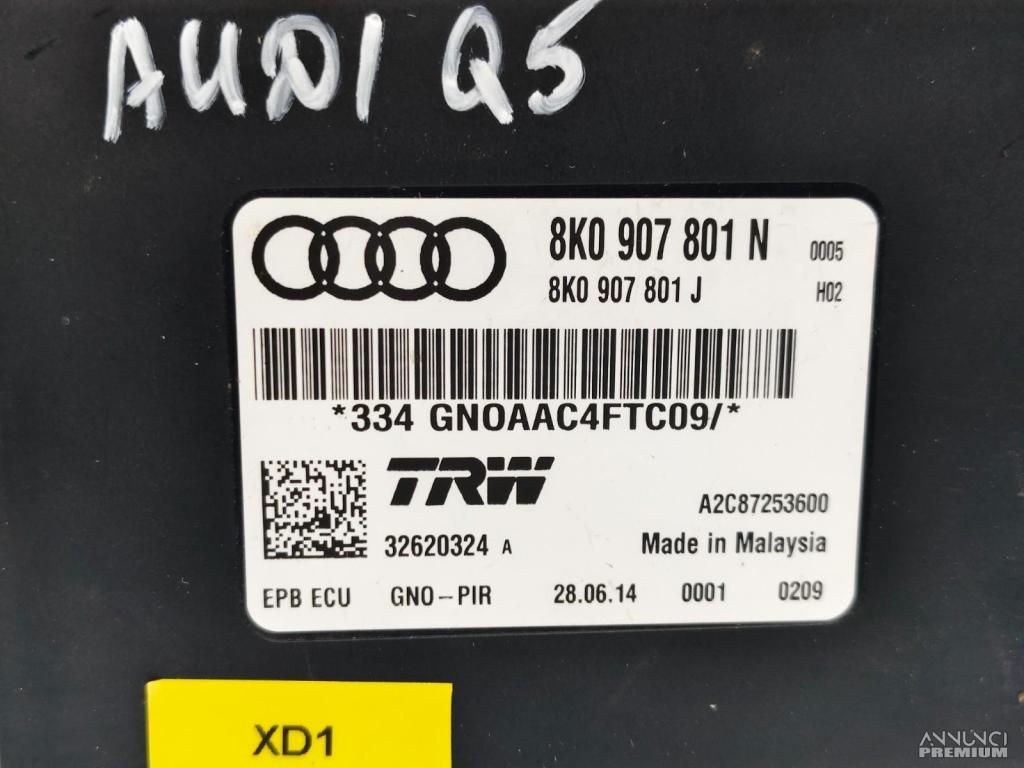 AUDI Q5
8K0 907 801 N 0005
8K0 907 801 J H02
*334 GNOAAC4FTC09/*
TRW
A2C87253600
32620324 A Made in Malaysia
EPB ECU GNO-PIR 28.06.14 0001 0209
XD1
ANNUNCI
PREMIUM